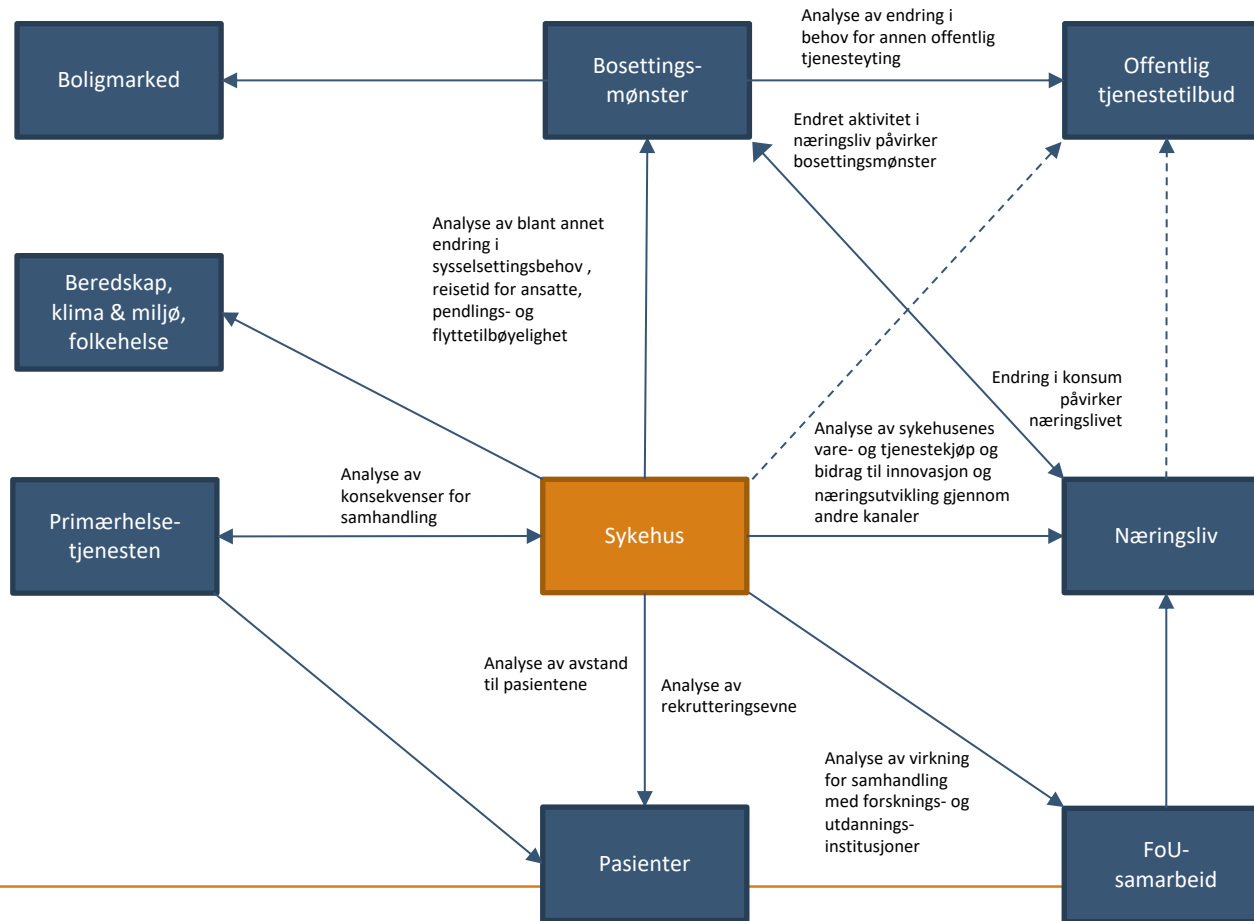 Analyse av endring i
behov for annen offentlig
tjenesteyting
Boligmarked
Bosettings-
mønster
Offentlig
tjenestetilbud
Endret aktivitet i
næringsliv påvirker
bosettingsmønster
Analyse av blant annet
endring i
sysselsettingsbehov ,
reisetid for ansatte,
pendlings- og
flyttetilbøyelighet
Beredskap,
klima & miljø,
folkehelse
Endring i konsum
påvirker
næringslivet
Analyse av sykehusenes
vare- og tjenestekjøp og
bidrag til innovasjon og
næringsutvikling gjennom
andre kanaler
Analyse av
konsekvenser for
samhandling
Primærhelse-
tjenesten
Sykehus
Næringsliv
Analyse av avstand
til pasientene
Analyse av
rekrutteringsevne
Analyse av virkning
for samhandling
med forsknings- og
utdannings-
institusjoner
Pasienter
FoU-
samarbeid